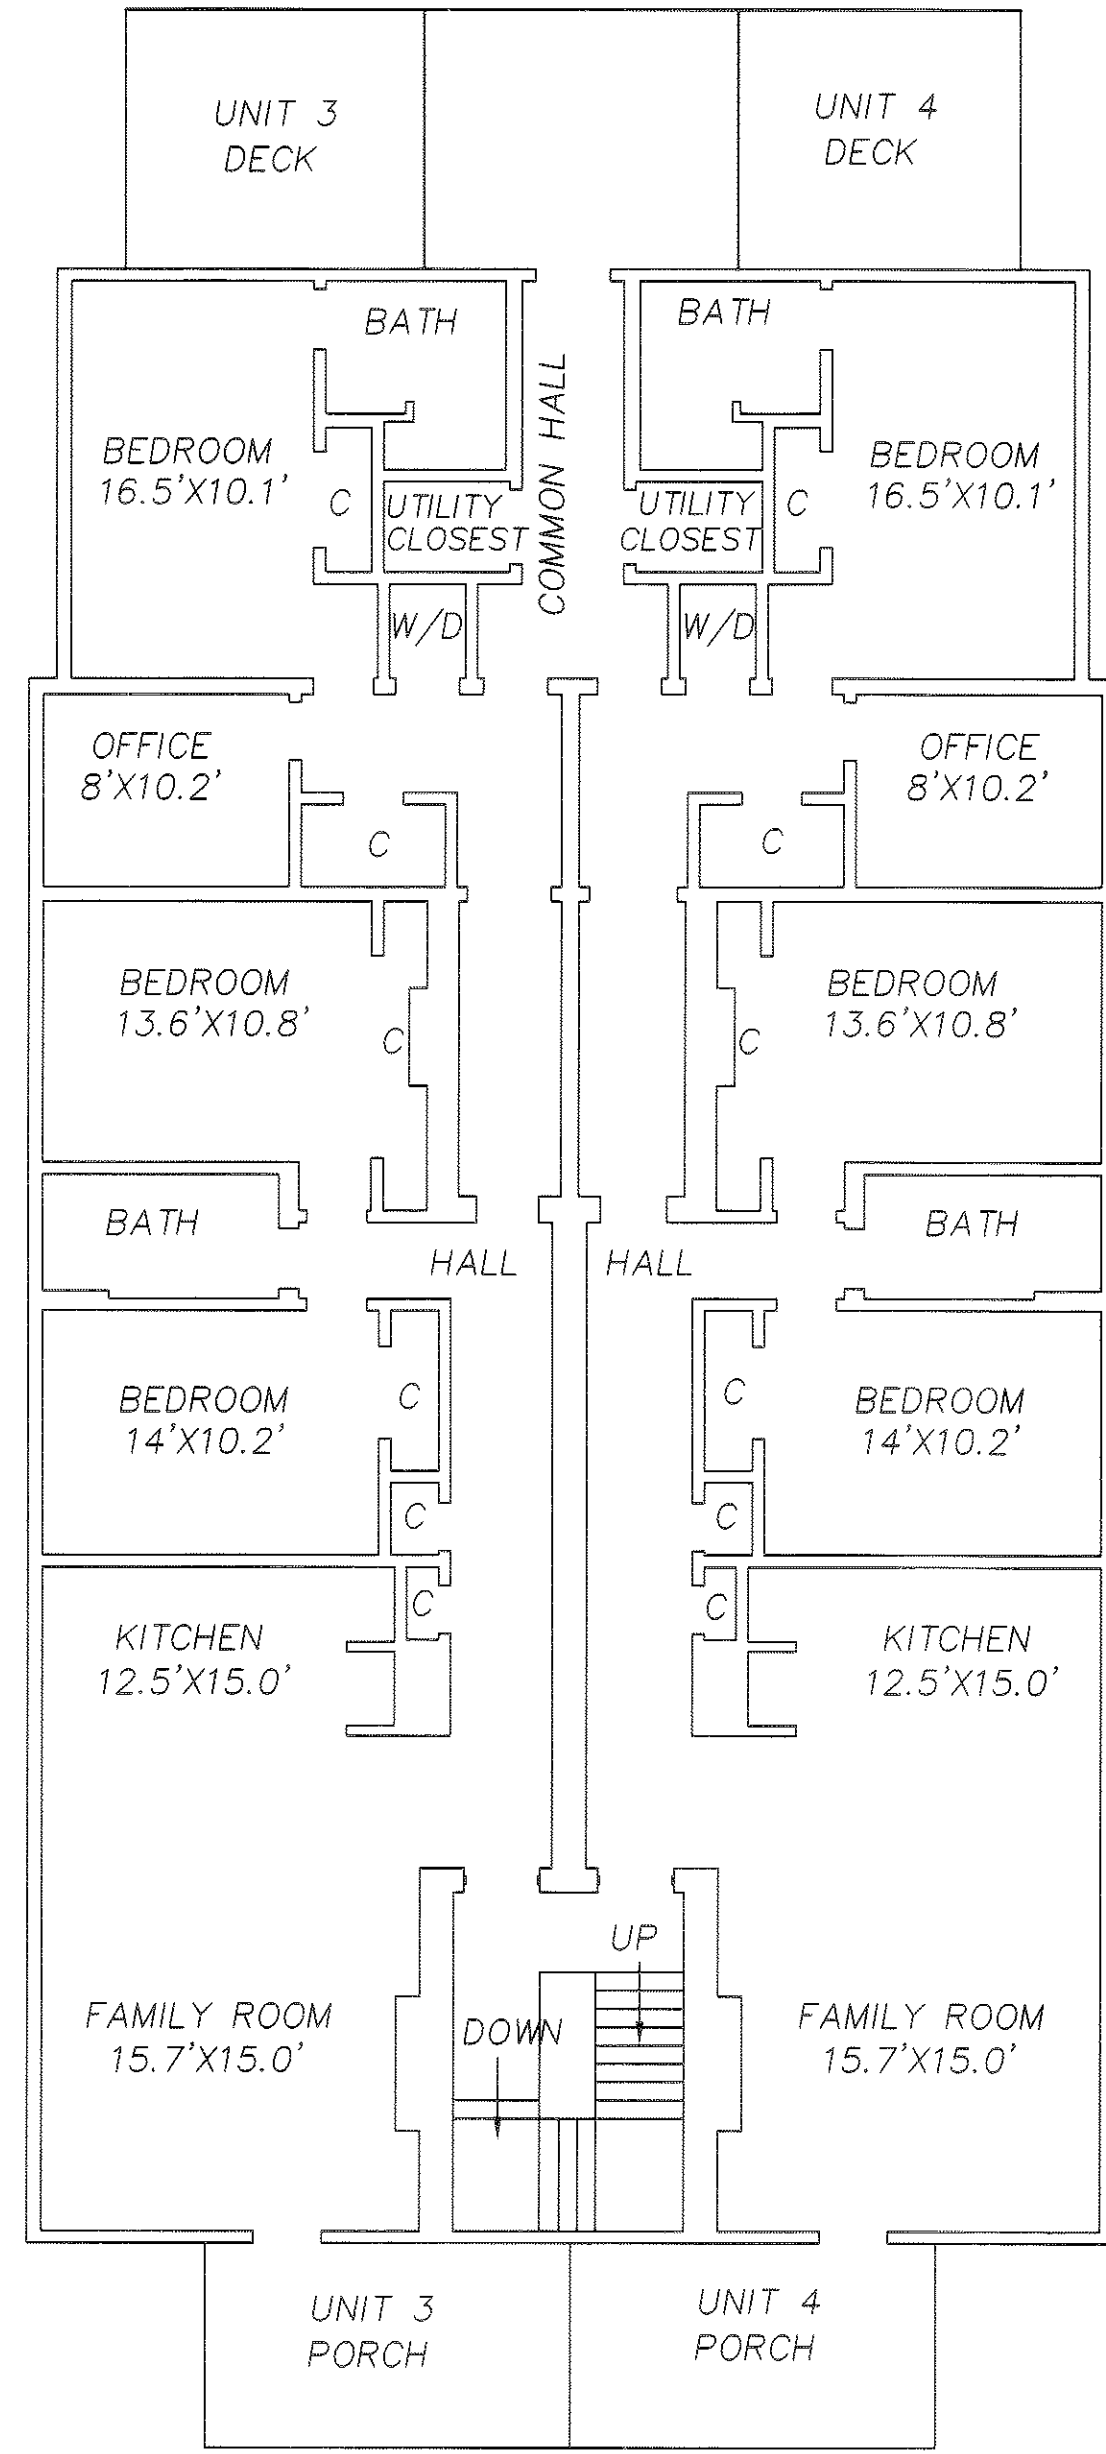 UNIT 3
DECK
UNIT 4
DECK
BATH
BATH
COMMON HALL
BEDROOM
16.5'X10.1'
BEDROOM
16.5'X10.1'
C
UTILITY
CLOSEST
UTILITY
CLOSEST
C
W/D
W/D
OFFICE
8'X10.2'
OFFICE
8'X10.2'
C
C
BEDROOM
13.6'X10.8'
C
C
BEDROOM
13.6'X10.8'
BATH
HALL
HALL
BATH
BEDROOM
14'X10.2'
C
C
BEDROOM
14'X10.2'
C
C
C
C
KITCHEN
12.5'X15.0'
KITCHEN
12.5'X15.0'
UP
DOWN
FAMILY ROOM
15.7'X15.0'
FAMILY ROOM
15.7'X15.0'
UNIT 3
PORCH
UNIT 4
PORCH